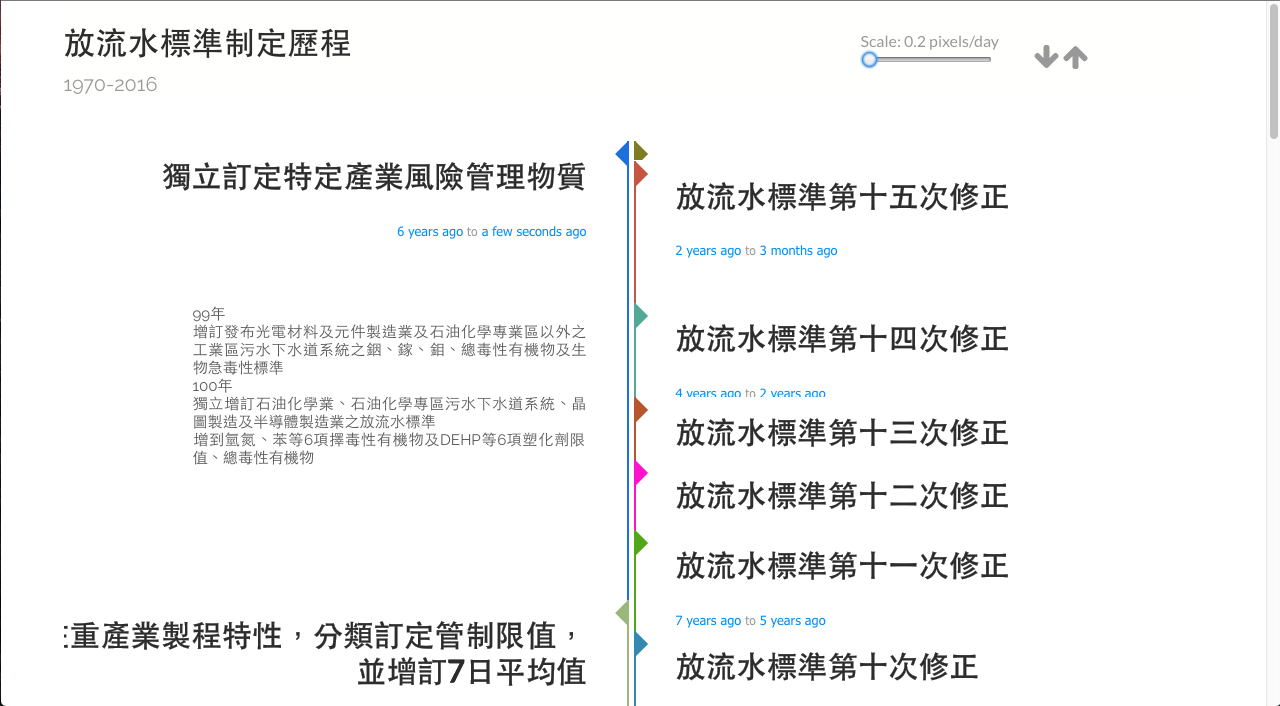 放流水標準制定歷程
1970-2016
Scale: 0.2 pixels/day
獨立訂定特定產業風險管理物質
6 years ago to a few seconds ago
99年
增訂發布光電材料及元件製造業及石油化學專業區以外之
工業區污水下水道系統之銦、鎵、鉬、總毒性有機物及生
物急毒性標準
100年
獨立增訂石油化學業、石油化學專區污水下水道系統、晶
圓製造及半導體製造業之放流水標準
增到氫氮、苯等6項擇毒性有機物及DEHP等6項塑化劑限
值、總毒性有機物
重產業製程特性，分類訂定管制限值，
並增訂7日平均值
放流水標準第十五次修正
2 years ago to 3 months ago
放流水標準第十四次修正
4 years ago to 2 years ago
放流水標準第十三次修正
放流水標準第十二次修正
放流水標準第十一次修正
7 years ago to 5 years ago
放流水標準第十次修正